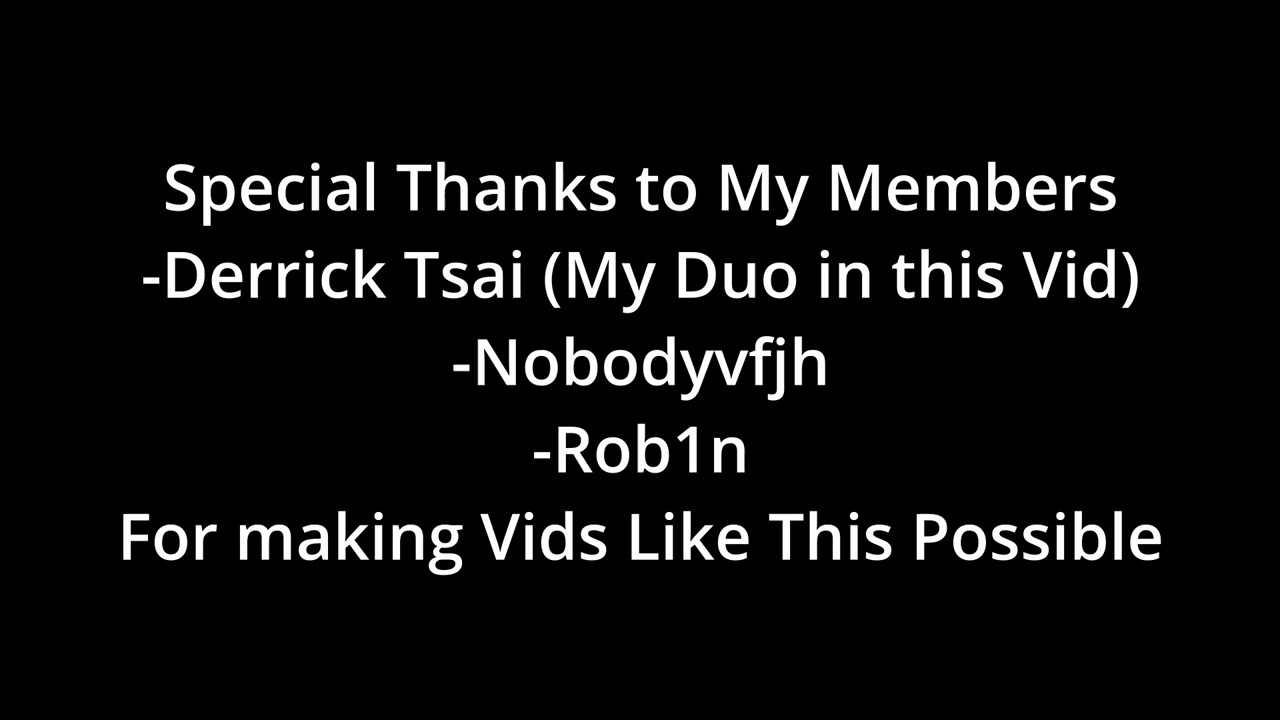 Special Thanks to My Members
-Derrick Tsai (My Duo in this Vid)
-Nobodyvfjh
-Rob1n
For making Vids Like This Possible